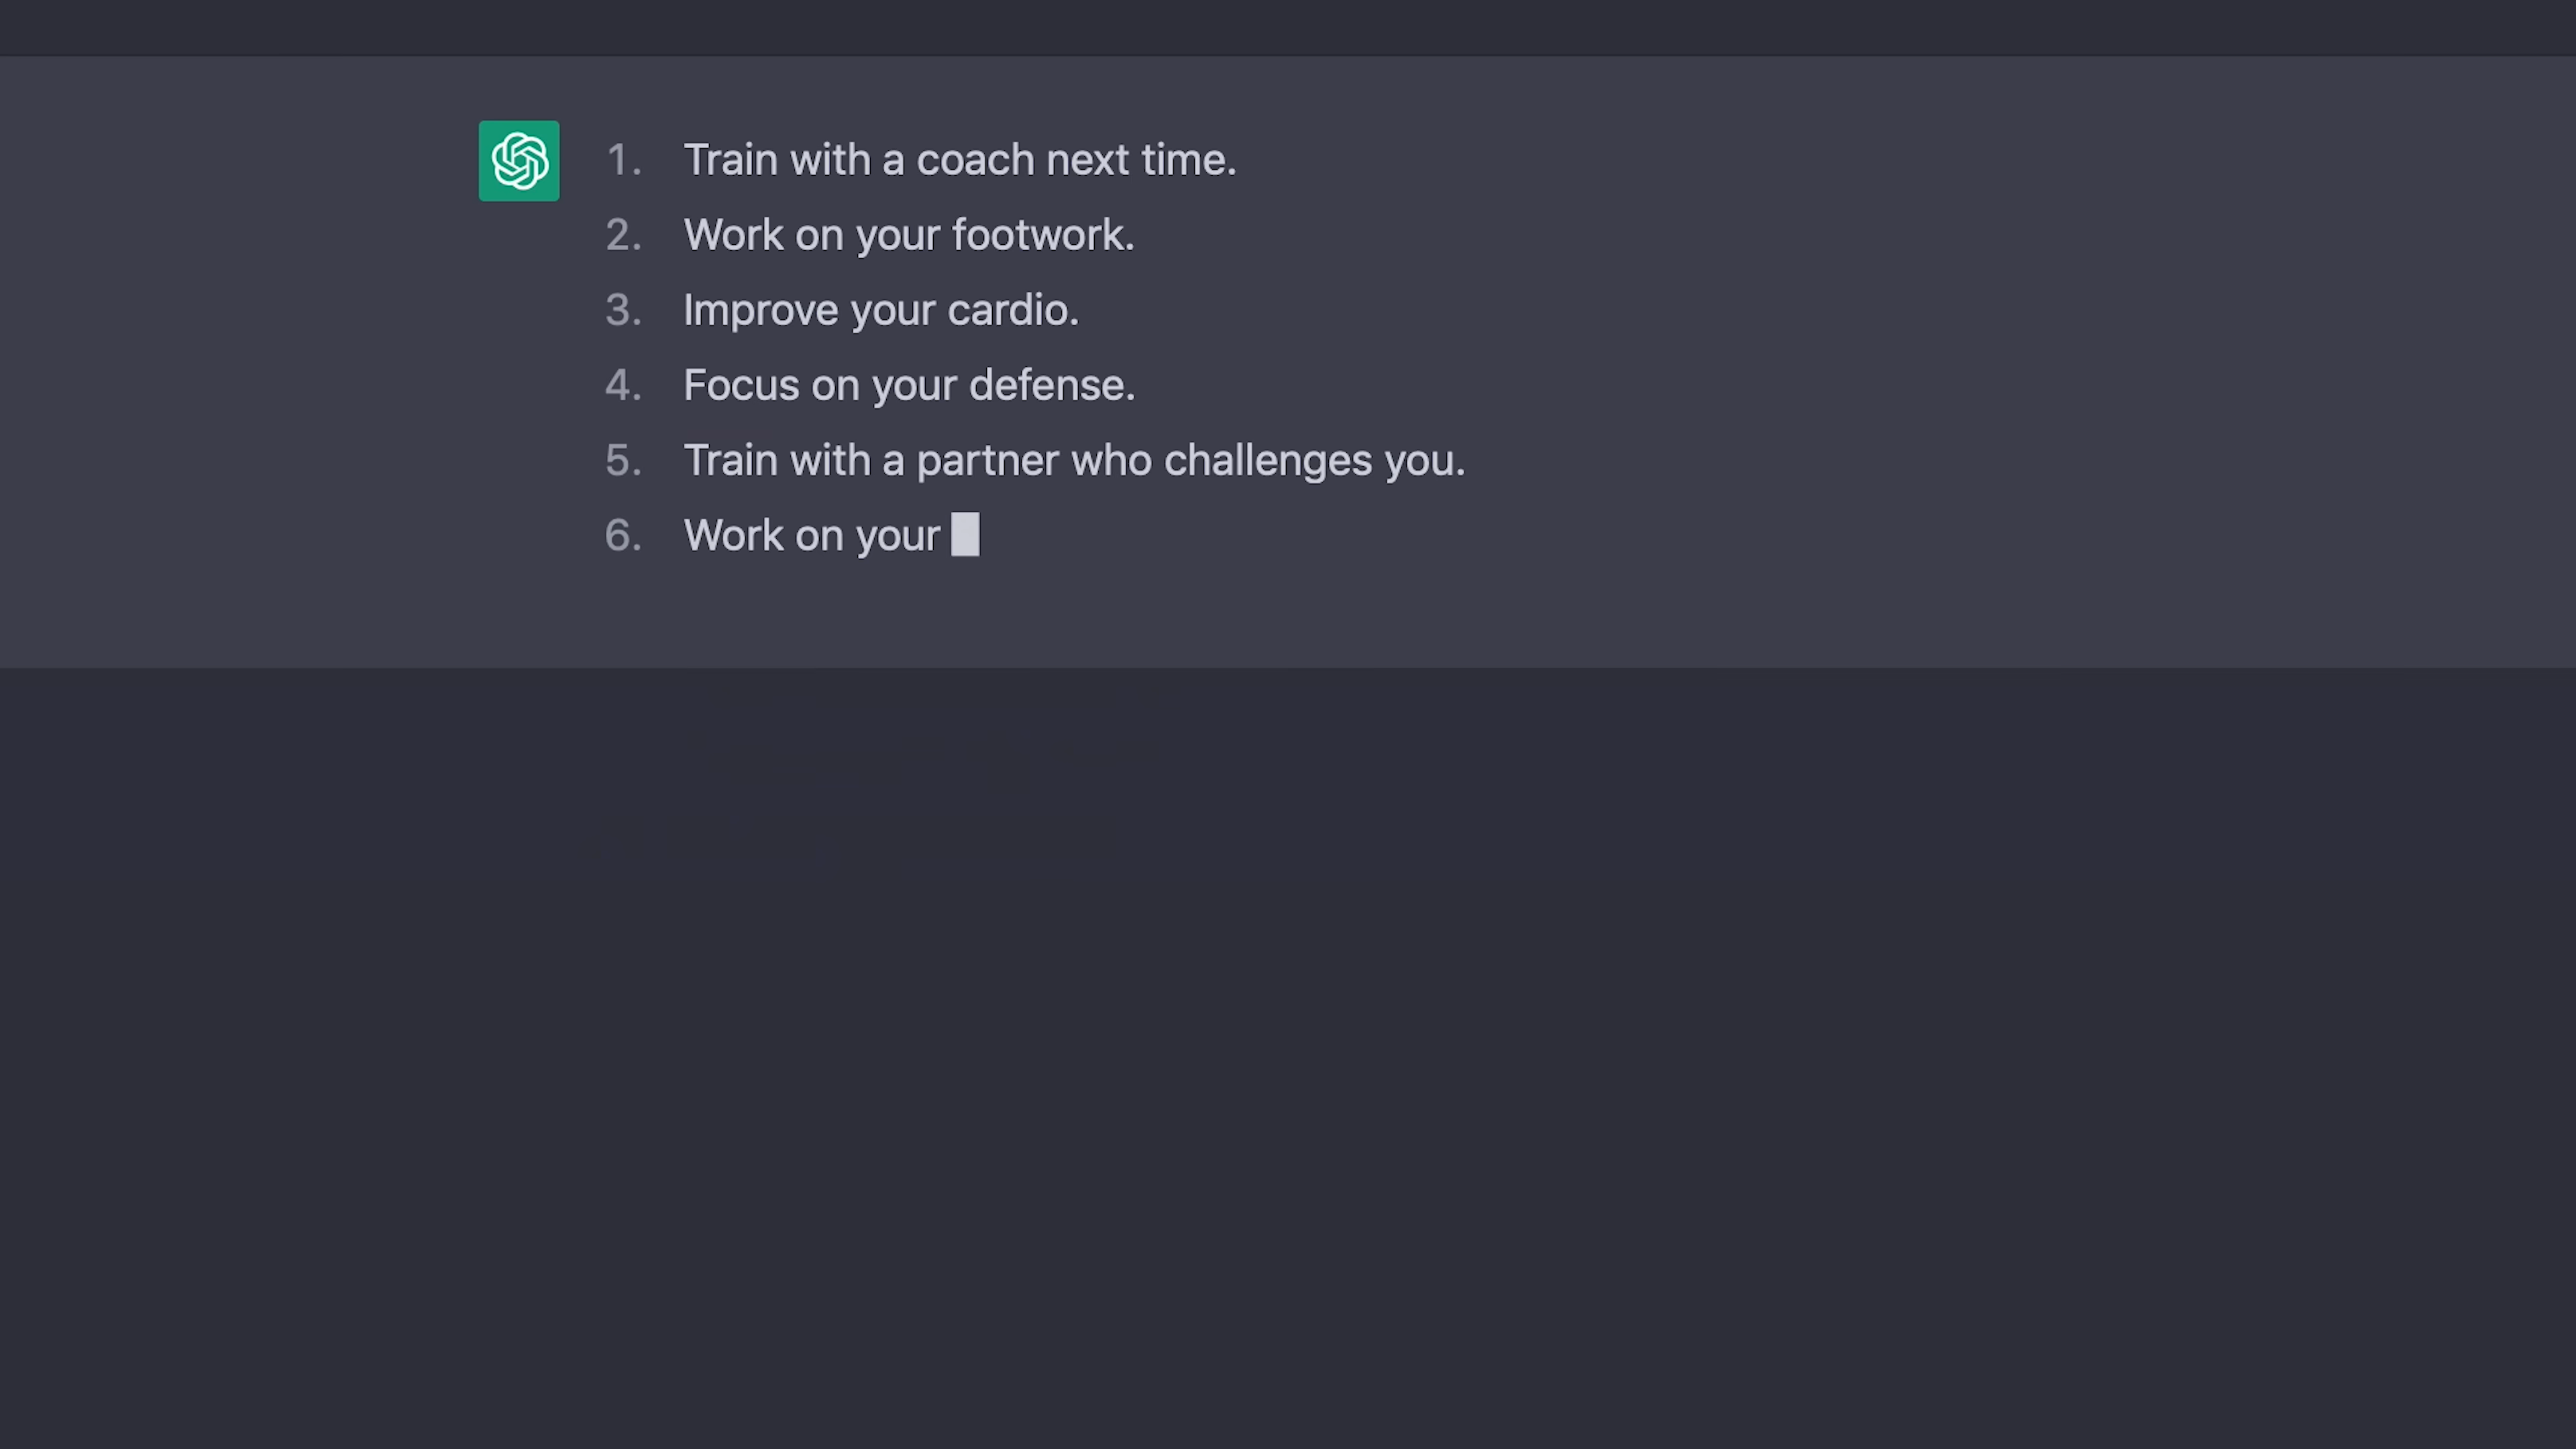 1. Train with a coach next time.
2. Work on your footwork.
3. Improve your cardio.
4. Focus on your defense.
5. Train with a partner who challenges you.
6. Work on your